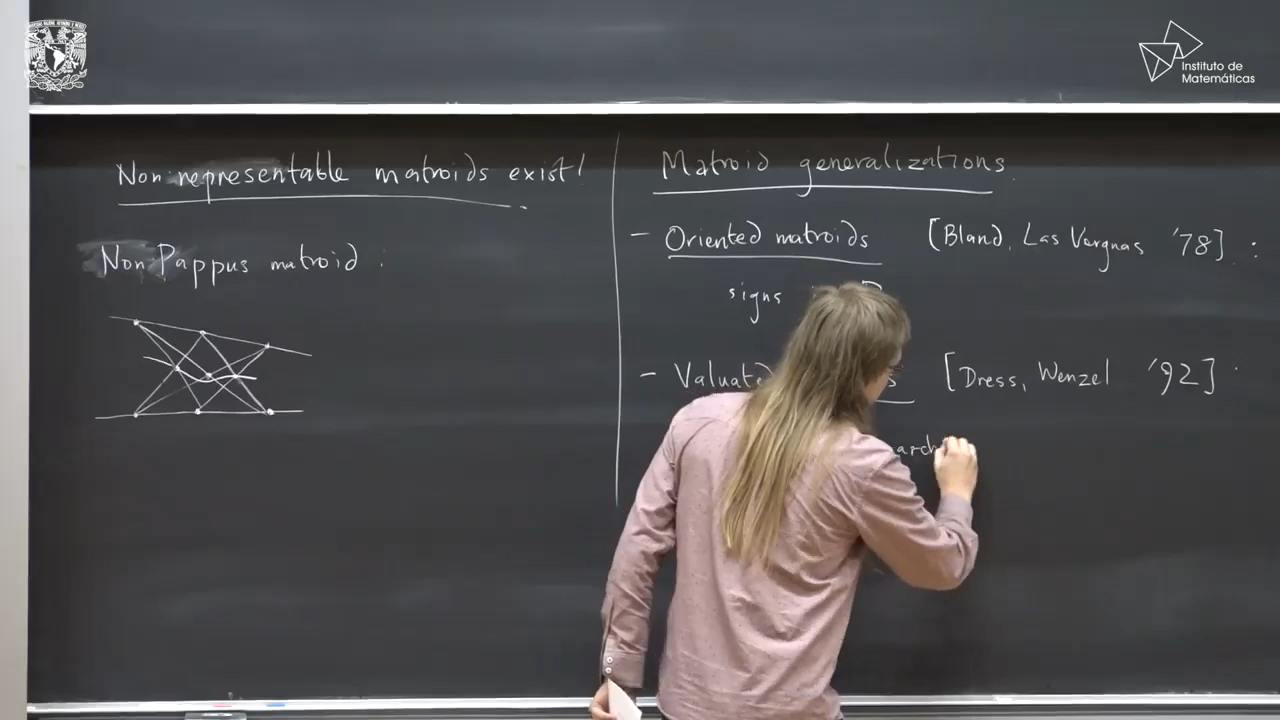 Instituto de
Matemáticas
Non-representable matroids exist!
Non-Pappus matroid :
Matroid generalizations.
- Oriented matroids [Bland, Las Vergnas '78] :
signs
- Valuated [Dress, Wenzel '92] :